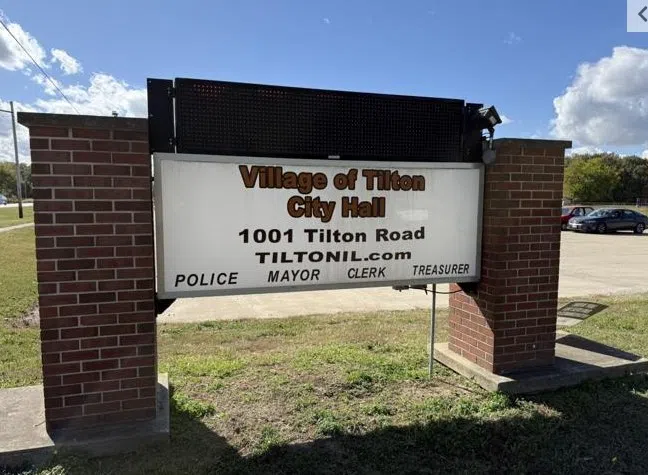 Village of Tilton
City Hall
1001 Tilton Road
TILTONIL.com
POLICE MAYOR CLERK TREASURER